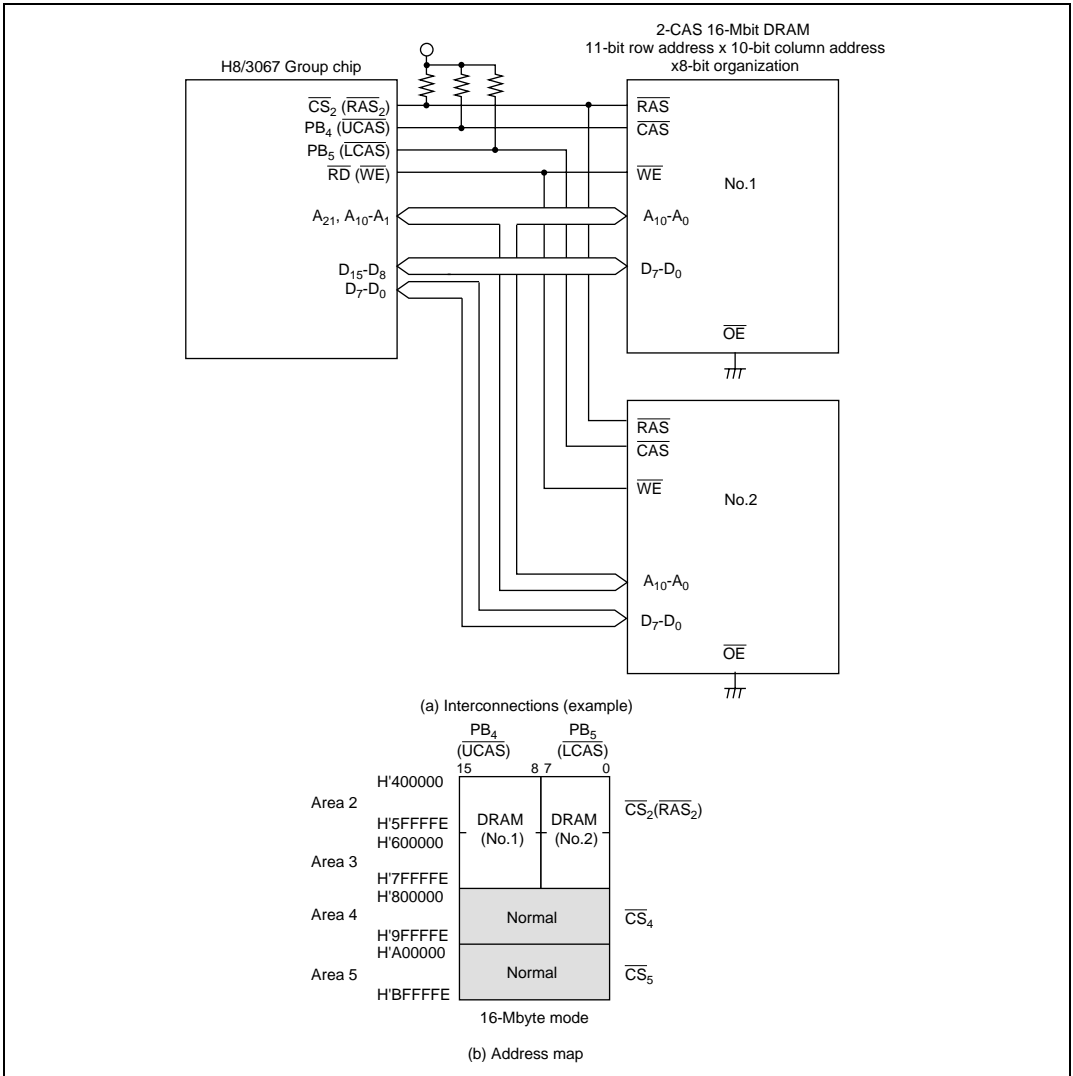 2-CAS 16-Mbit DRAM
11-bit row address x 10-bit column address
x8-bit organization
H8/3067 Group chip
CS2 (RAS2)
PB4 (UCAS)
PB5 (LCAS)
RD (WE)
A21, A10-A1
D15-D8
D7-D0
RAS
CAS
WE
No.1
A10-A0
D7-D0
OE
RAS
CAS
WE
No.2
A10-A0
D7-D0
OE
(a) Interconnections (example)
PB4
(UCAS)
PB5
(LCAS)
15 8 7 0
Area 2
H'400000
H'5FFFFE
DRAM
(No.1)
DRAM
(No.2)
CS2(RAS2)
Area 3
H'600000
H'7FFFFE
Area 4
H'800000
H'9FFFFE
Normal
CS4
Area 5
H'A00000
H'BFFFFE
Normal
CS5
16-Mbyte mode
(b) Address map